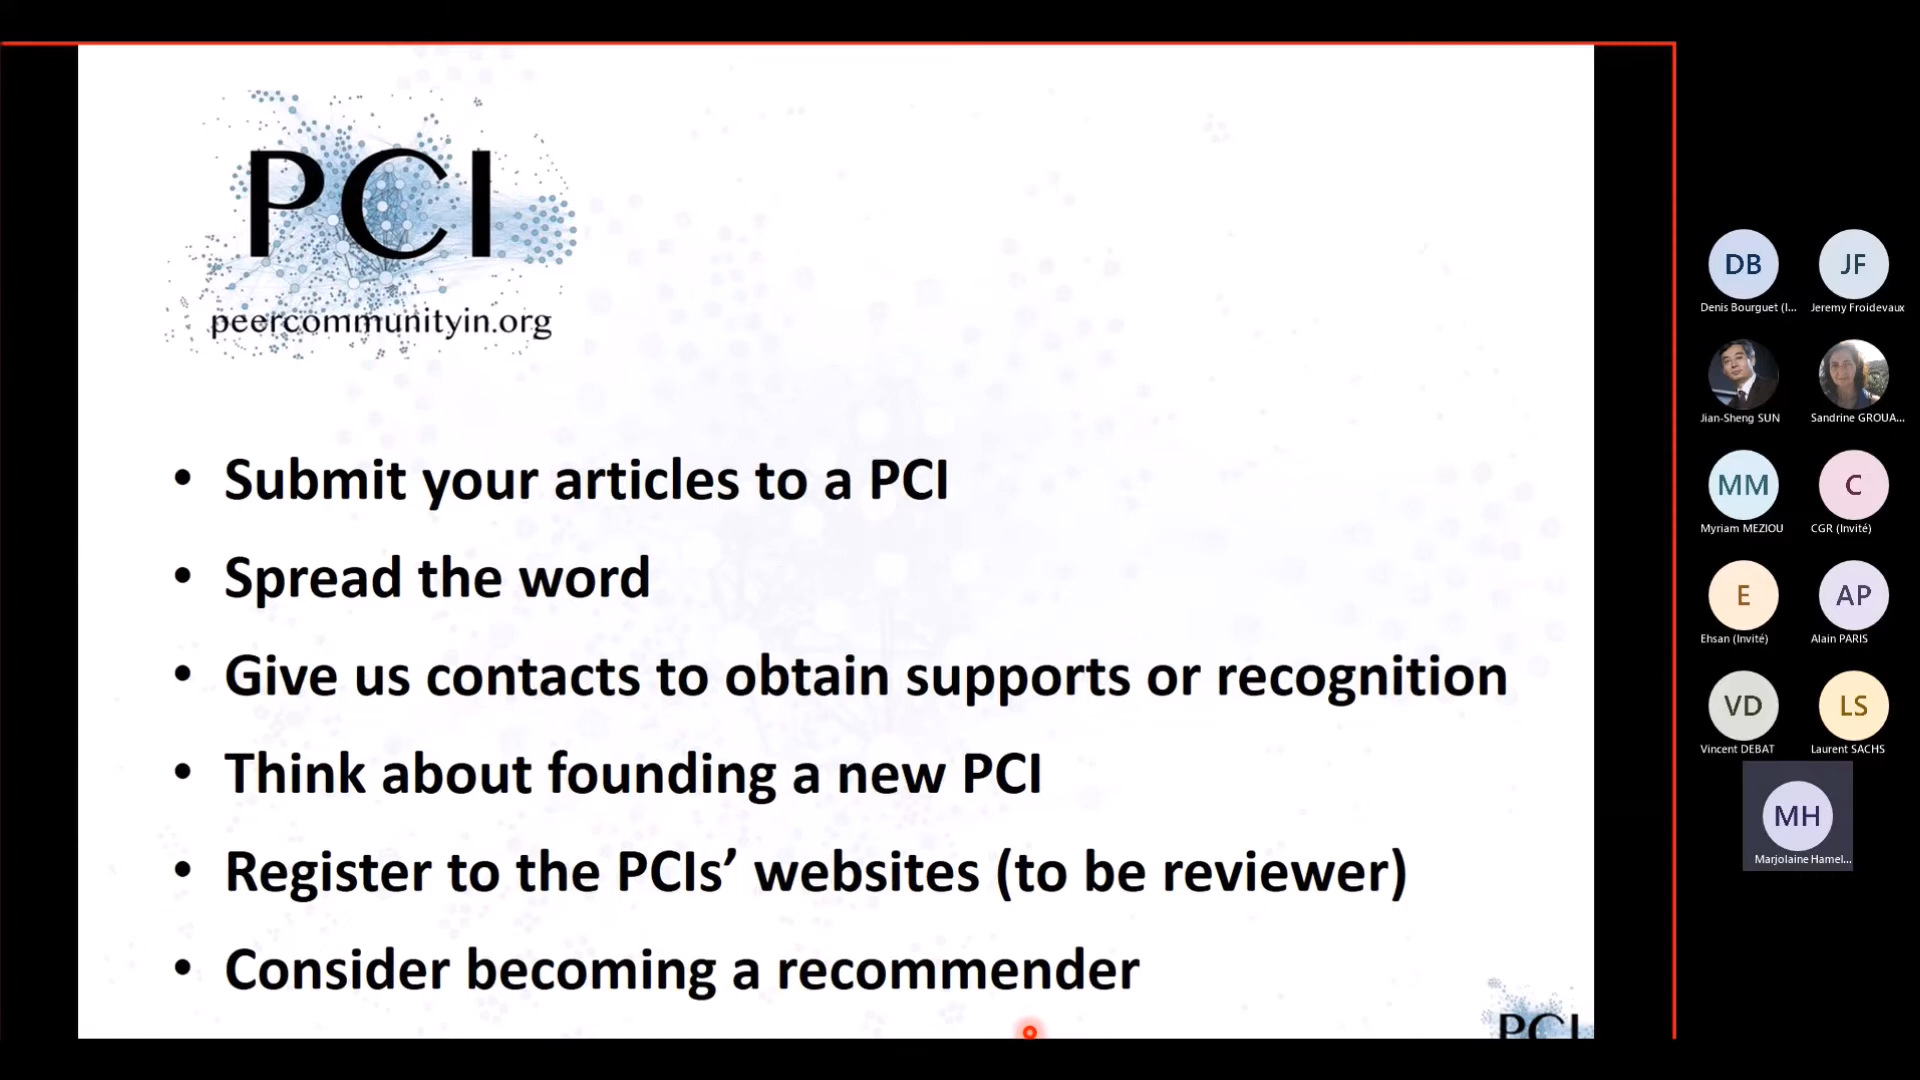 PCI
peercommunityin.org
• Submit your articles to a PCI
• Spread the word
• Give us contacts to obtain supports or recognition
• Think about founding a new PCI
• Register to the PCIs’ websites (to be reviewer)
• Consider becoming a recommender
PCI
DB
JF
Denis Bourguet (I...
Jeremy Froidevaux
Jian-Sheng SUN
Sandrine GROUA...
MM
C
Myriam MEZIOU
CGR (Invité)
E
AP
Ehsan (Invité)
Alain PARIS
VD
LS
Vincent DEBAT
Laurent SACHS
MH
Marjolaine Hamel...